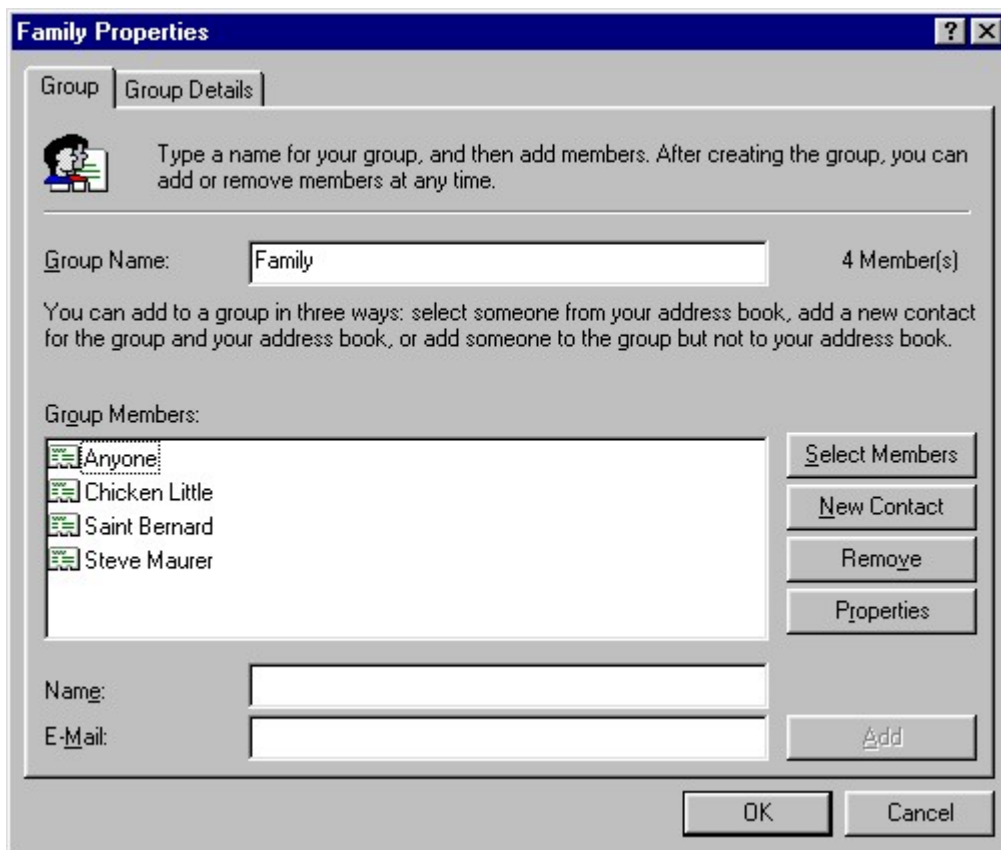 Family Properties
Group
Group Details
Type a name for your group, and then add members. After creating the group, you can
add or remove members at any time.
Group Name:
Family
4 Member(s)
You can add to a group in three ways: select someone from your address book, add a new contact
for the group and your address book, or add someone to the group but not to your address book.
Group Members:
Anyone
Chicken Little
Saint Bernard
Steve Maurer
Select Members
New Contact
Remove
Properties
Name:
E-Mail:
Add
OK
Cancel